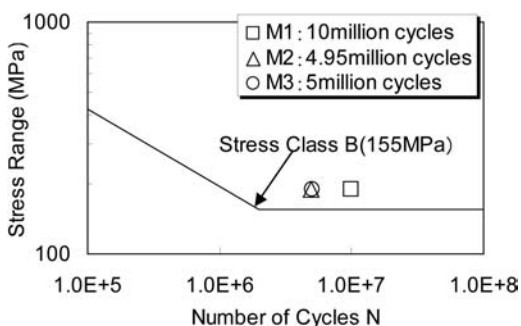 1000
M1：10million cycles
M2：4.95million cycles
M3：5million cycles
Stress Range (MPa)
Stress Class B(155MPa)
100
1.0E+5 1.0E+6 1.0E+7 1.0E+8
Number of Cycles N